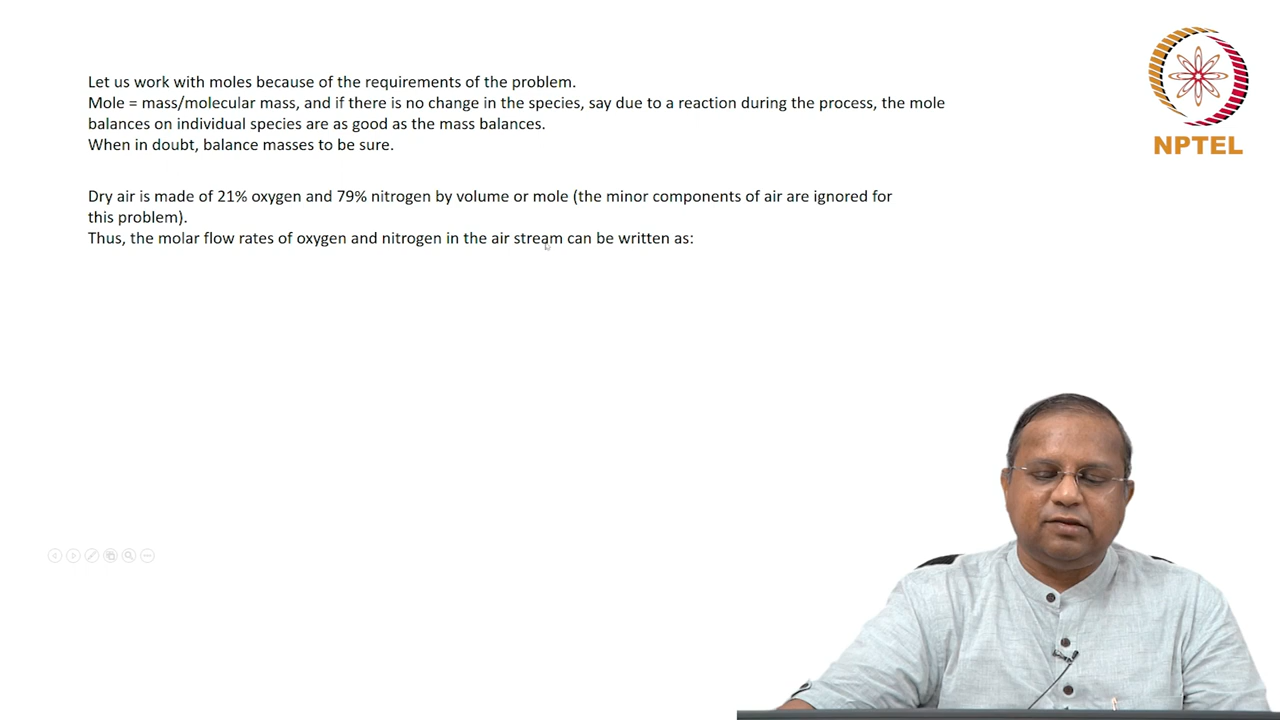 Let us work with moles because of the requirements of the problem.
Mole = mass/molecular mass, and if there is no change in the species, say due to a reaction during the process, the mole
balances on individual species are as good as the mass balances.
When in doubt, balance masses to be sure.
Dry air is made of 21% oxygen and 79% nitrogen by volume or mole (the minor components of air are ignored for
this problem).
Thus, the molar flow rates of oxygen and nitrogen in the air stream can be written as:
NPTEL